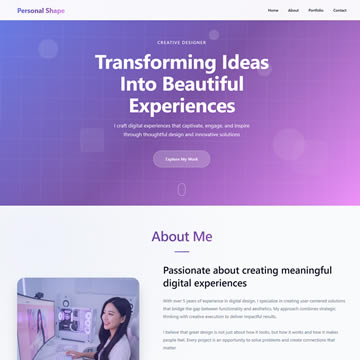 Personal Shape
Home About Portfolio Contact
CREATIVE DESIGNER
Transforming Ideas
Into Beautiful
Experiences
I craft digital experiences that captivate, engage, and inspire
through thoughtful design and innovative solutions
Explore My Work
About Me
Passionate about creating meaningful
digital experiences
With over 5 years of experience in digital design, I specialize in creating user-centered solutions
that bridge the gap between functionality and aesthetics. My approach combines strategic
thinking with creative execution to deliver impactful results.
I believe that great design is not just about how it looks, but how it works and how it makes
people feel. Every project is an opportunity to solve problems and create connections that
matter.